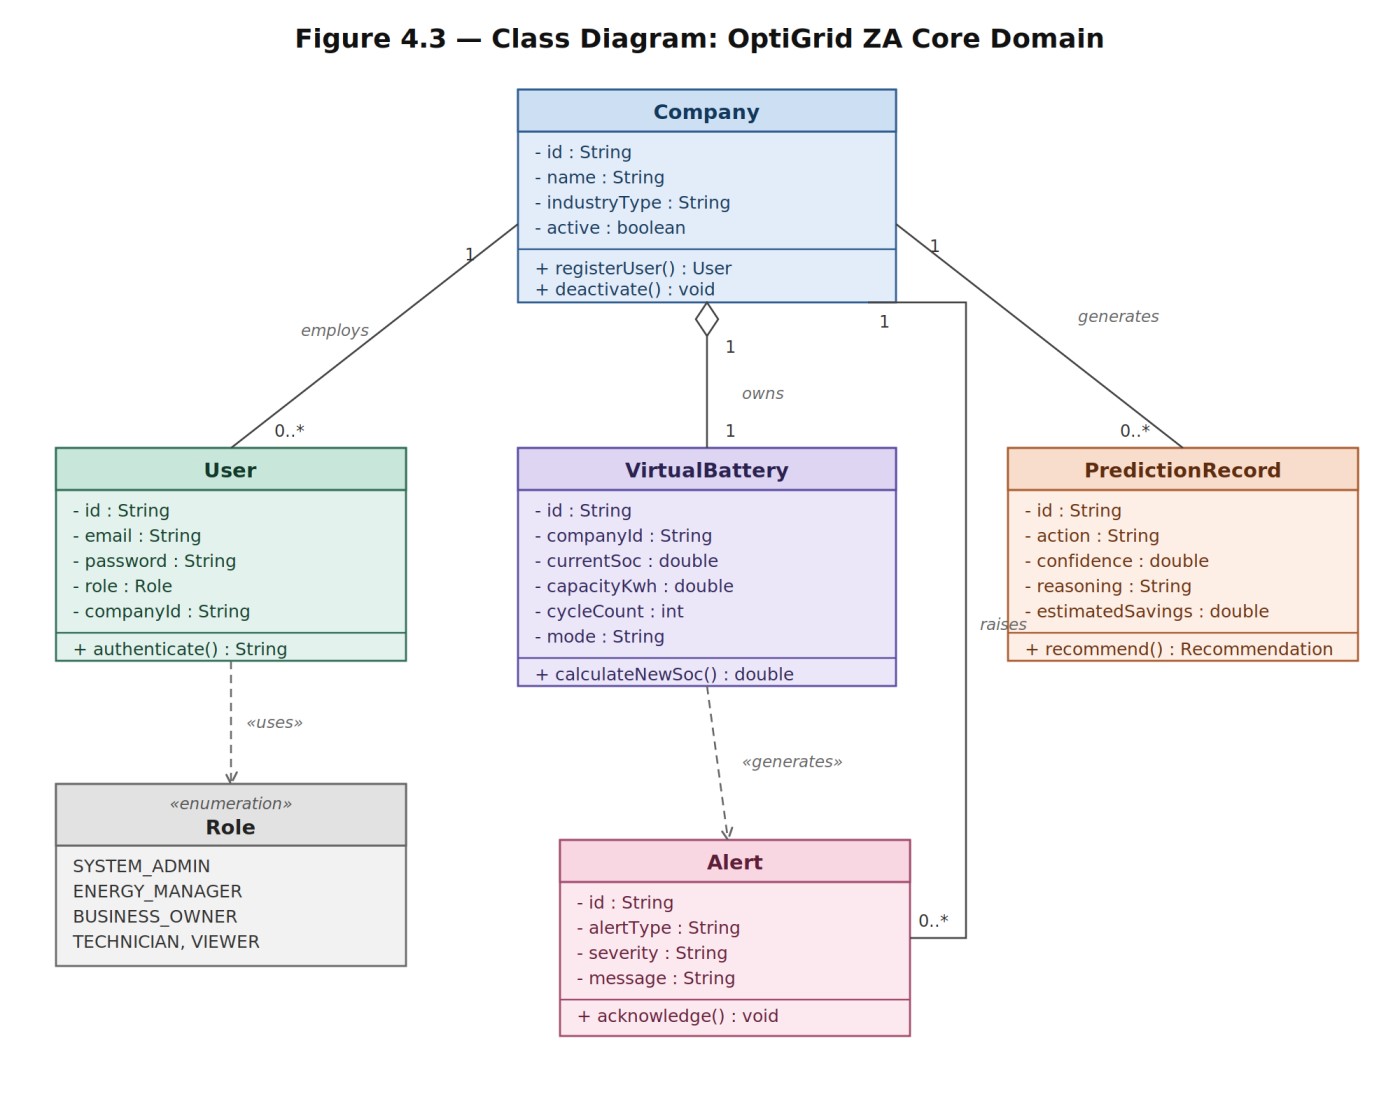 Figure 4.3 — Class Diagram: OptiGrid ZA Core Domain
Company
- id : String
- name : String
- industryType : String
- active : boolean
+ registerUser() : User
+ deactivate() : void
1
employs
0..*
1
owns
1
1
raises
0..*
1
generates
0..*
User
- id : String
- email : String
- password : String
- role : Role
- companyId : String
+ authenticate() : String
«uses»
VirtualBattery
- id : String
- companyId : String
- currentSoc : double
- capacityKwh : double
- cycleCount : int
- mode : String
+ calculateNewSoc() : double
«generates»
PredictionRecord
- id : String
- action : String
- confidence : double
- reasoning : String
- estimatedSavings : double
+ recommend() : Recommendation
«enumeration»
Role
SYSTEM_ADMIN
ENERGY_MANAGER
BUSINESS_OWNER
TECHNICIAN, VIEWER
Alert
- id : String
- alertType : String
- severity : String
- message : String
+ acknowledge() : void